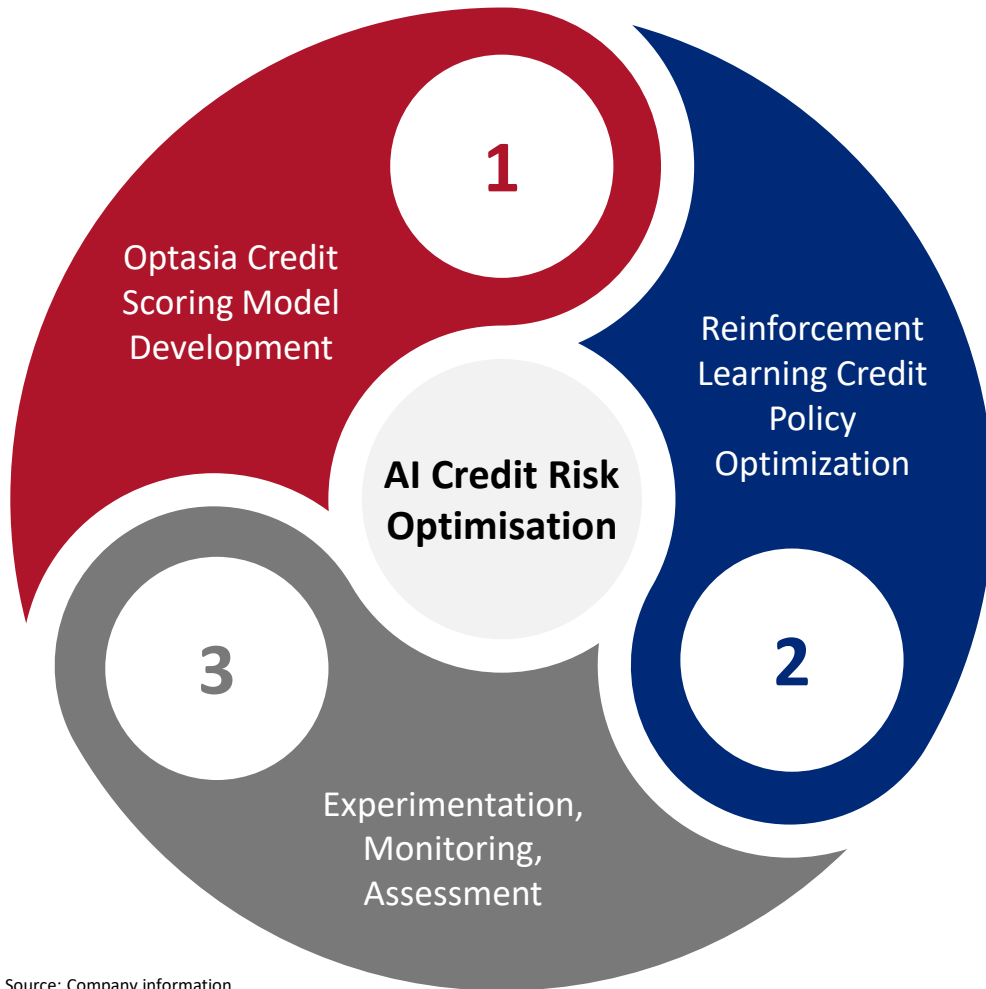 1
Optasia Credit
Scoring Model
Development
Reinforcement
Learning Credit
Policy
Optimization
2
AI Credit Risk
Optimisation
3
Experimentation,
Monitoring,
Assessment
Source: Company information